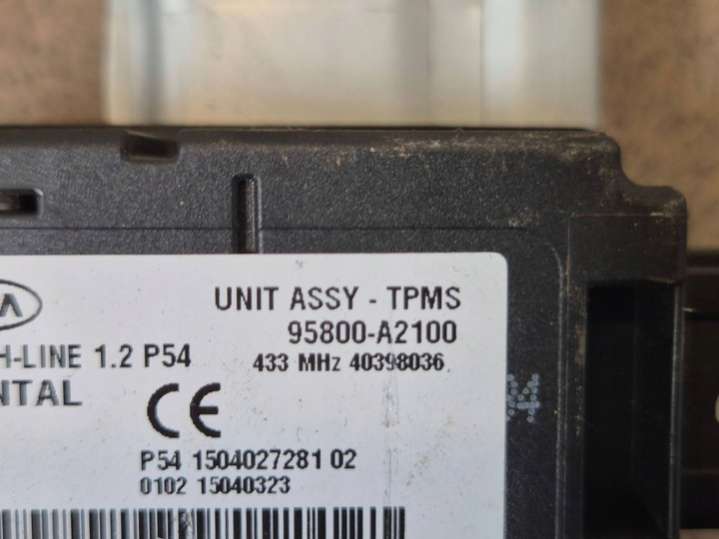 UNIT ASSY - TPMS
95800-A2100
H-LINE 1.2 P54
433 MHz 40398036
NTAL
CE
P54 1504027281 02
0102 15040323